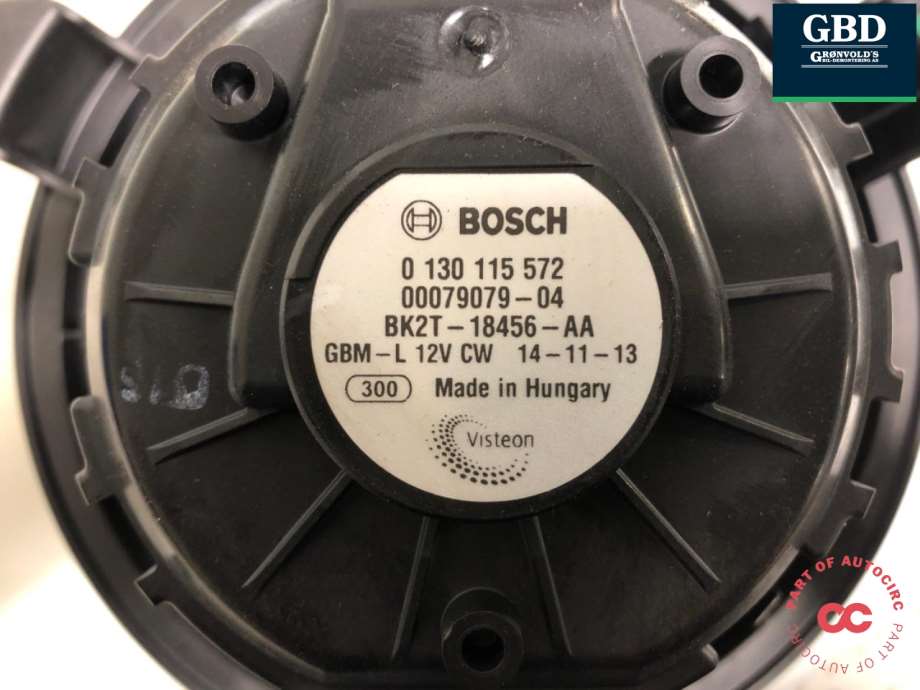 GBD
GRØNVOLD'S
BIL-DEMONTERING AS
BOSCH
0 130 115 572
00079079-04
BK2T-18456-AA
GBM-L 12V CW 14-11-13
300 Made in Hungary
Visteon
PART OF AUTOCIRC
PART OF AUTOCIRC